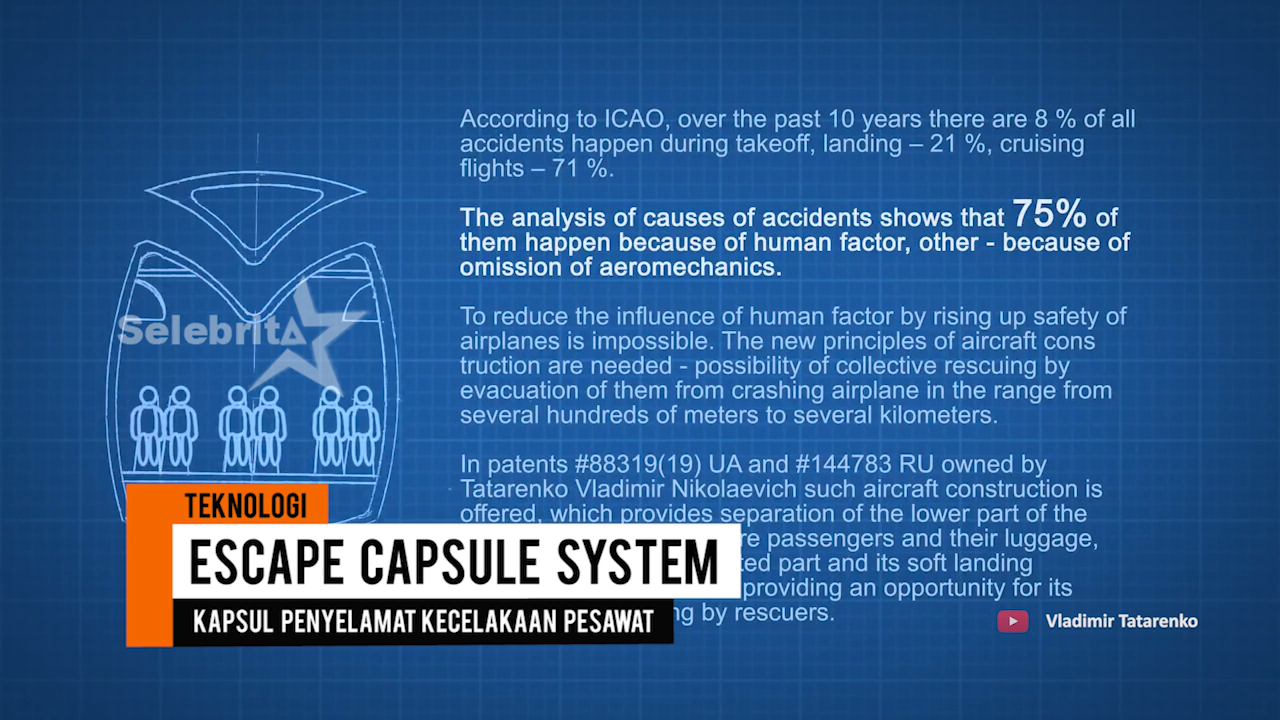 According to ICAO, over the past 10 years there are 8 % of all
accidents happen during takeoff, landing – 21 %, cruising
flights – 71 %.
The analysis of causes of accidents shows that 75% of
them happen because of human factor, other - because of
omission of aeromechanics.
To reduce the influence of human factor by rising up safety of
airplanes is impossible. The new principles of aircraft cons
truction are needed - possibility of collective rescuing by
evacuation of them from crashing airplane in the range from
several hundreds of meters to several kilometers.
In patents #88319(19) UA and #144783 RU owned by
Tatarenko Vladimir Nikolaevich such aircraft construction is
offered, which provides separation of the lower part of the
passengers and their luggage,
part and its soft landing
providing an opportunity for its
by rescuers.
Selebrita
TEKNOLOGI
ESCAPE CAPSULE SYSTEM
KAPSUL PENYELAMAT KECELAKAAN PESAWAT
Vladimir Tatarenko